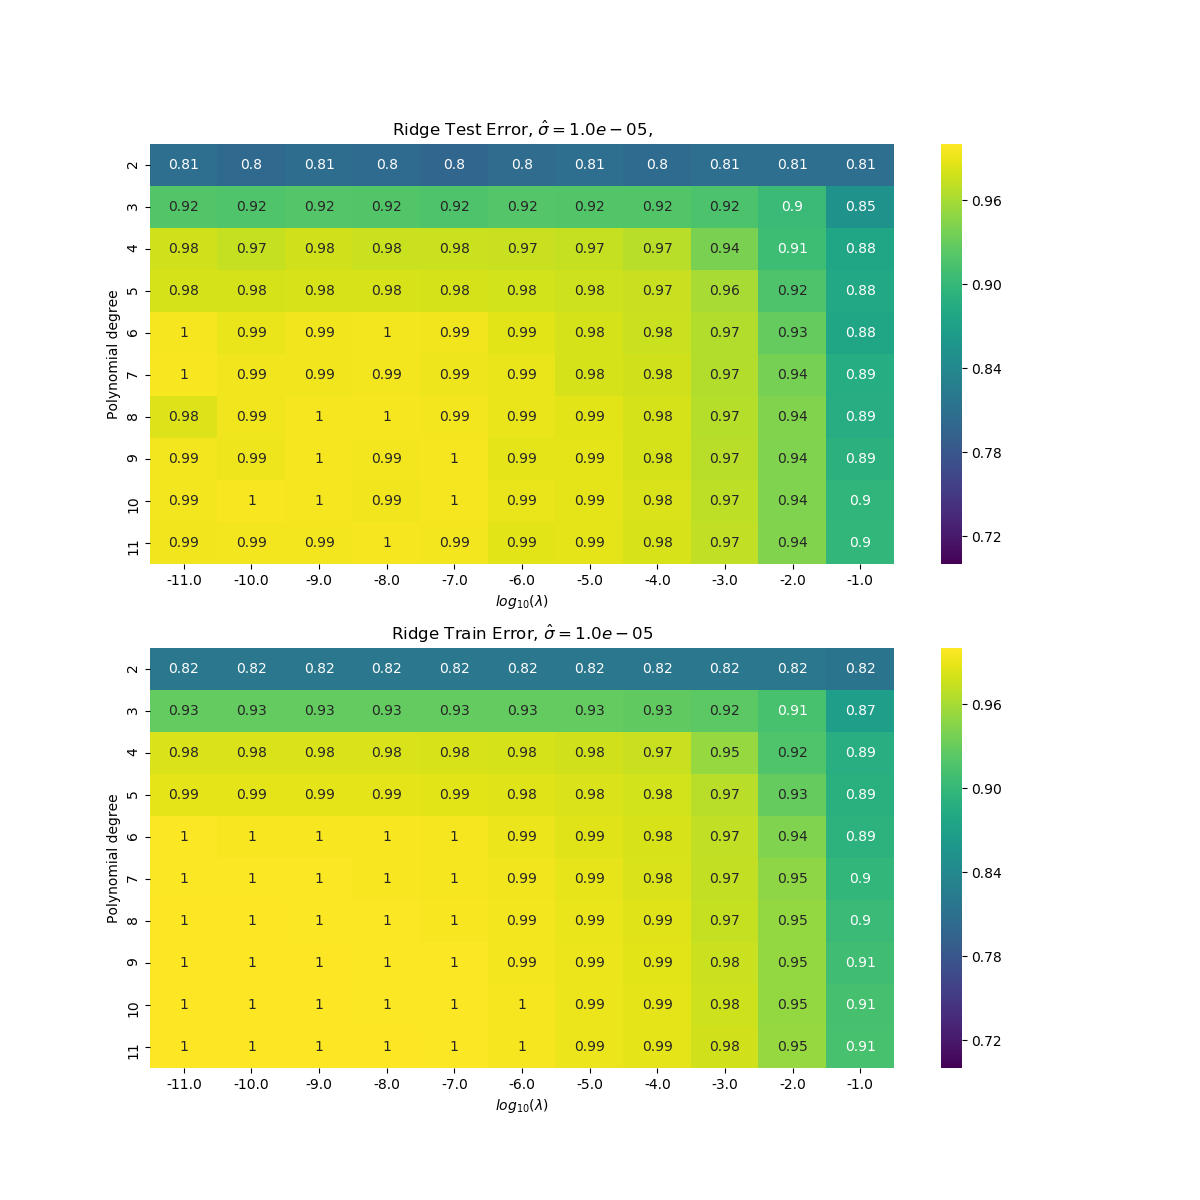 Ridge Test Error, σ̂ = 1.0e − 05,
Polynomial degree
2 0.81 0.8 0.81 0.8 0.8 0.8 0.81 0.8 0.81 0.81 0.81
3 0.92 0.92 0.92 0.92 0.92 0.92 0.92 0.92 0.92 0.9 0.85
4 0.98 0.97 0.98 0.98 0.98 0.97 0.97 0.97 0.94 0.91 0.88
5 0.98 0.98 0.98 0.98 0.98 0.98 0.98 0.97 0.96 0.92 0.88
6 1 0.99 0.99 1 0.99 0.99 0.98 0.98 0.97 0.93 0.88
7 1 0.99 0.99 0.99 0.99 0.99 0.98 0.98 0.97 0.94 0.89
8 0.98 0.99 1 1 0.99 0.99 0.99 0.98 0.97 0.94 0.89
9 0.99 0.99 1 0.99 1 0.99 0.99 0.98 0.97 0.94 0.89
10 0.99 1 1 0.99 1 0.99 0.99 0.98 0.97 0.94 0.9
11 0.99 0.99 0.99 1 0.99 0.99 0.99 0.98 0.97 0.94 0.9
-11.0 -10.0 -9.0 -8.0 -7.0 -6.0 -5.0 -4.0 -3.0 -2.0 -1.0
log₁₀(λ)
0.96
0.90
0.84
0.78
0.72
Ridge Train Error, σ̂ = 1.0e − 05
Polynomial degree
2 0.82 0.82 0.82 0.82 0.82 0.82 0.82 0.82 0.82 0.82 0.82
3 0.93 0.93 0.93 0.93 0.93 0.93 0.93 0.93 0.92 0.91 0.87
4 0.98 0.98 0.98 0.98 0.98 0.98 0.98 0.97 0.95 0.92 0.89
5 0.99 0.99 0.99 0.99 0.99 0.98 0.98 0.98 0.97 0.93 0.89
6 1 1 1 1 1 0.99 0.99 0.98 0.97 0.94 0.89
7 1 1 1 1 1 0.99 0.99 0.98 0.97 0.95 0.9
8 1 1 1 1 1 0.99 0.99 0.99 0.97 0.95 0.9
9 1 1 1 1 1 0.99 0.99 0.99 0.98 0.95 0.91
10 1 1 1 1 1 1 0.99 0.99 0.98 0.95 0.91
11 1 1 1 1 1 1 0.99 0.99 0.98 0.95 0.91
-11.0 -10.0 -9.0 -8.0 -7.0 -6.0 -5.0 -4.0 -3.0 -2.0 -1.0
log₁₀(λ)
0.96
0.90
0.84
0.78
0.72